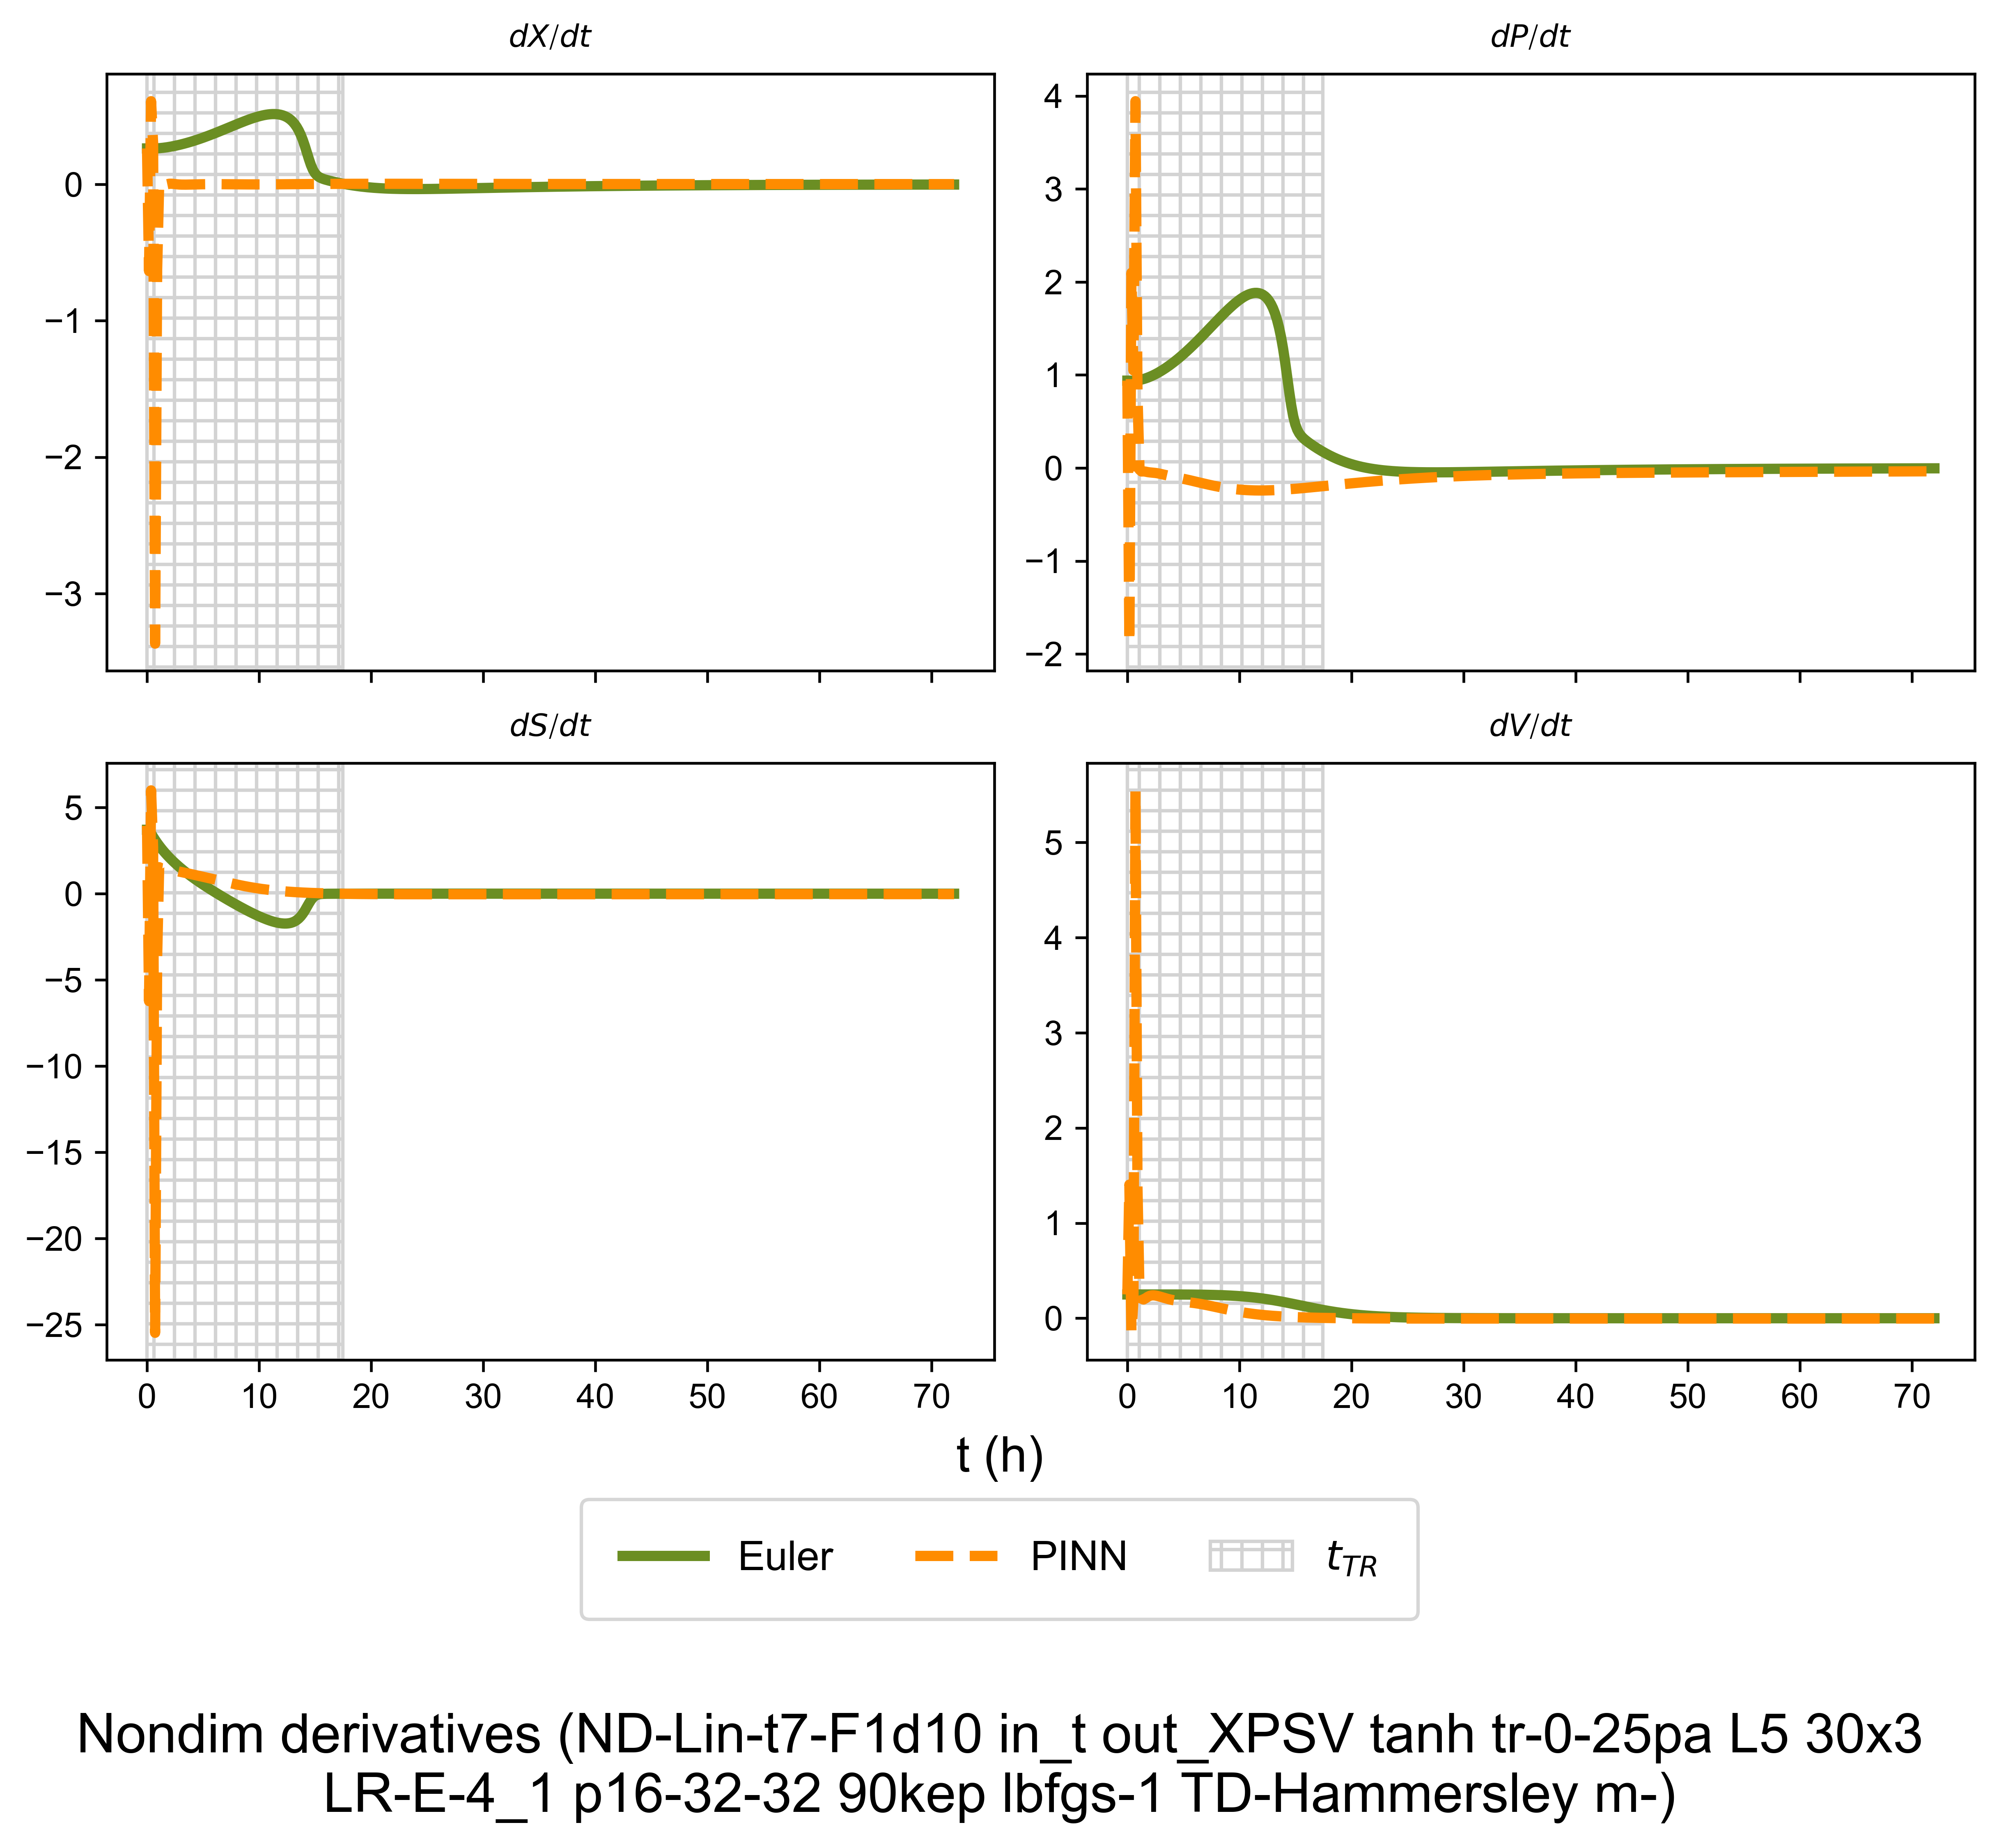 dX/dt
dP/dt
0
−1
−2
−3
4
3
2
1
0
−1
−2
dS/dt
dV/dt
5
0
−5
−10
−15
−20
−25
0 10 20 30 40 50 60 70
5
4
3
2
1
0
0 10 20 30 40 50 60 70
t (h)
Euler PINN t_TR
Nondim derivatives (ND-Lin-t7-F1d10 in_t out_XPSV tanh tr-0-25pa L5 30x3
LR-E-4_1 p16-32-32 90kep lbfgs-1 TD-Hammersley m-)